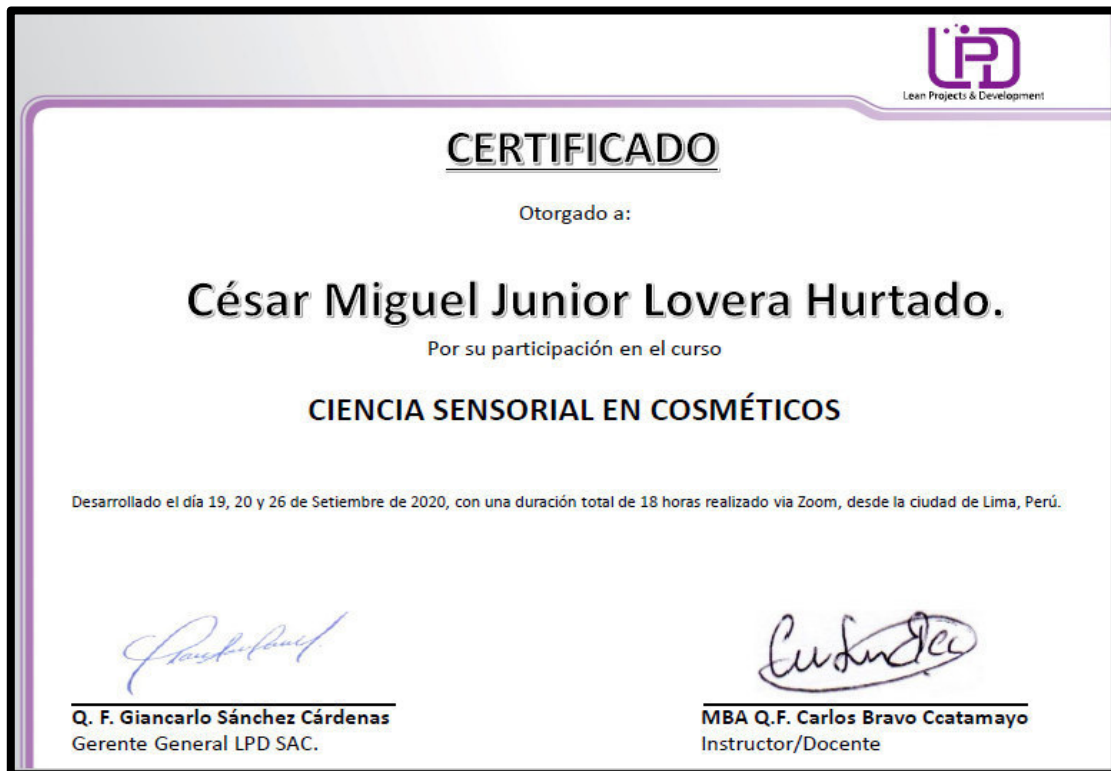 LPD
Lean Projects & Development
CERTIFICADO
Otorgado a:
César Miguel Junior Lovera Hurtado.
Por su participación en el curso
CIENCIA SENSORIAL EN COSMÉTICOS
Desarrollado el día 19, 20 y 26 de Setiembre de 2020, con una duración total de 18 horas realizado via Zoom, desde la ciudad de Lima, Perú.
Q. F. Giancarlo Sánchez Cárdenas
Gerente General LPD SAC.
MBA Q.F. Carlos Bravo Ccatamayo
Instructor/Docente